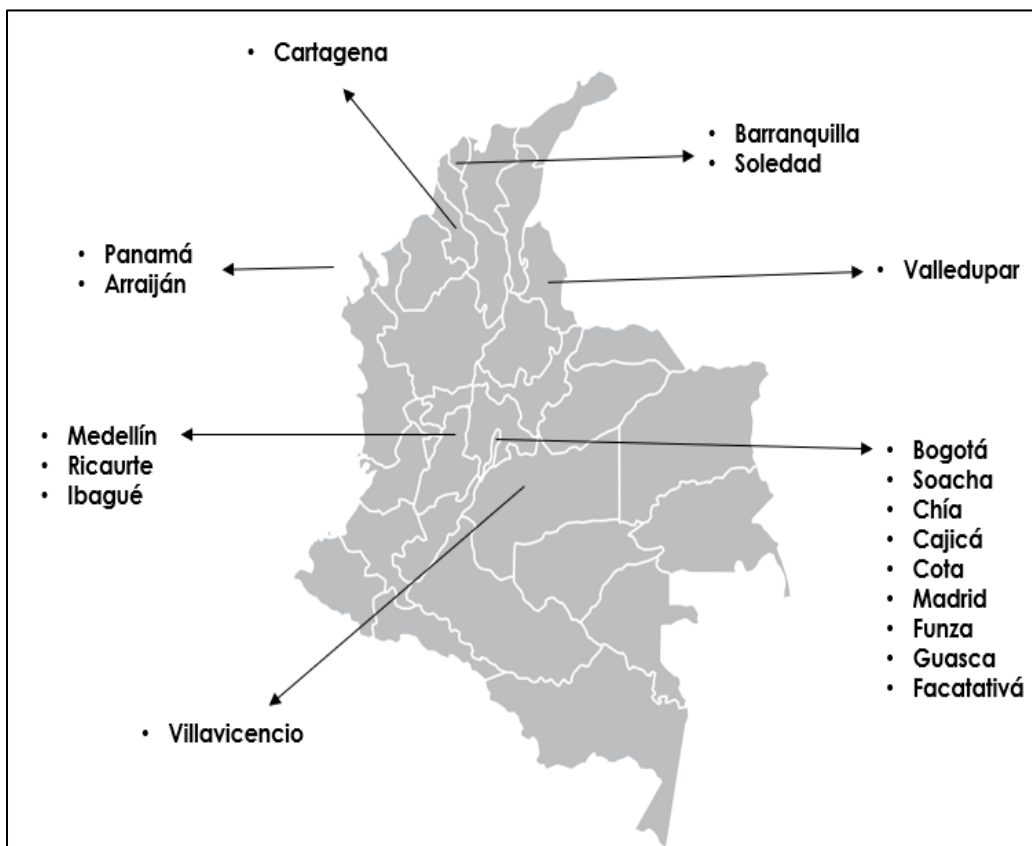 • Cartagena
• Barranquilla
• Soledad
• Panamá
• Arraiján
• Valledupar
• Medellín
• Ricaurte
• Ibagué
• Bogotá
• Soacha
• Chía
• Cajicá
• Cota
• Madrid
• Funza
• Guasca
• Facatativá
• Villavicencio